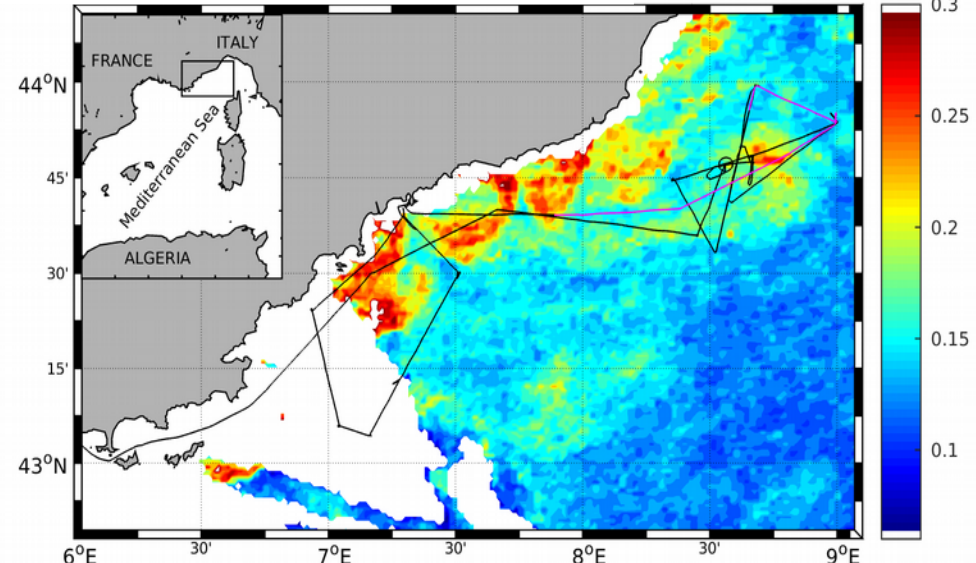 FRANCE
ITALY
Mediterranean Sea
ALGERIA
44°N
45'
30'
15'
43°N
6°E
30'
7°E
30'
8°E
30'
9°E
0.3
0.25
0.2
0.15
0.1